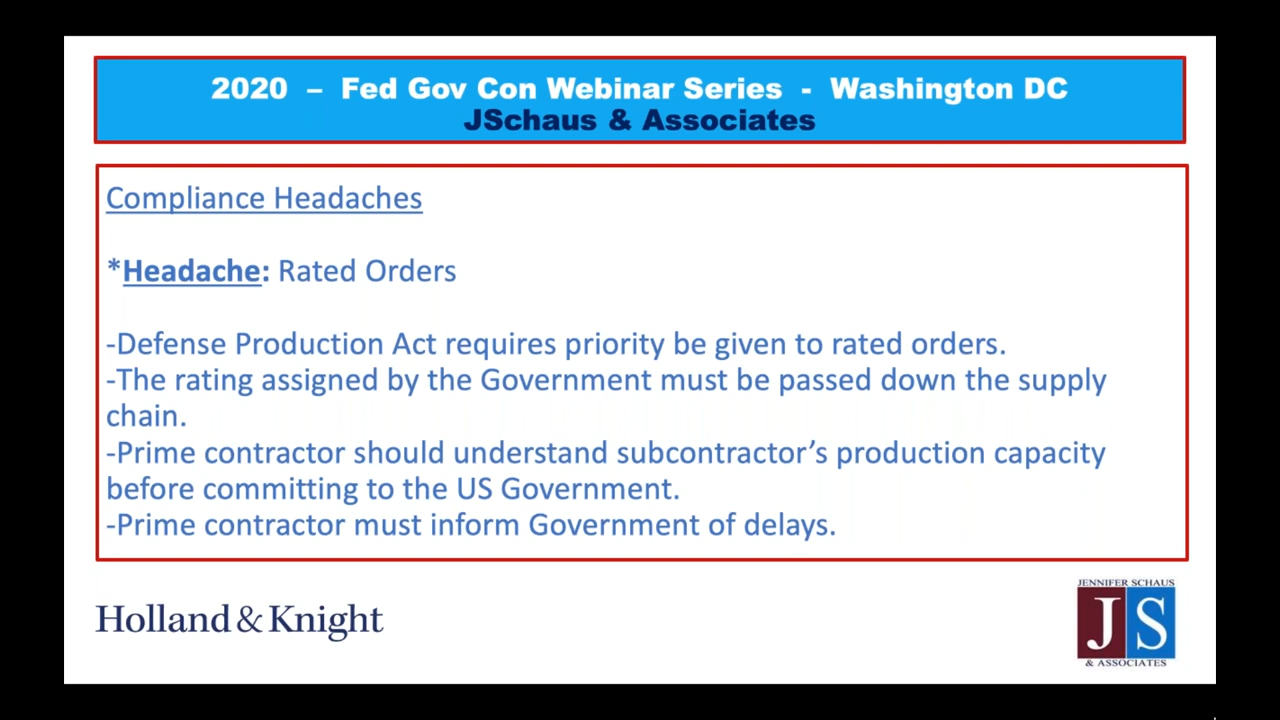 2020 – Fed Gov Con Webinar Series - Washington DC
JSchaus & Associates
Compliance Headaches
*Headache: Rated Orders
-Defense Production Act requires priority be given to rated orders.
-The rating assigned by the Government must be passed down the supply
chain.
-Prime contractor should understand subcontractor’s production capacity
before committing to the US Government.
-Prime contractor must inform Government of delays.
Holland & Knight
JENNIFER SCHAUS
JS
& ASSOCIATES